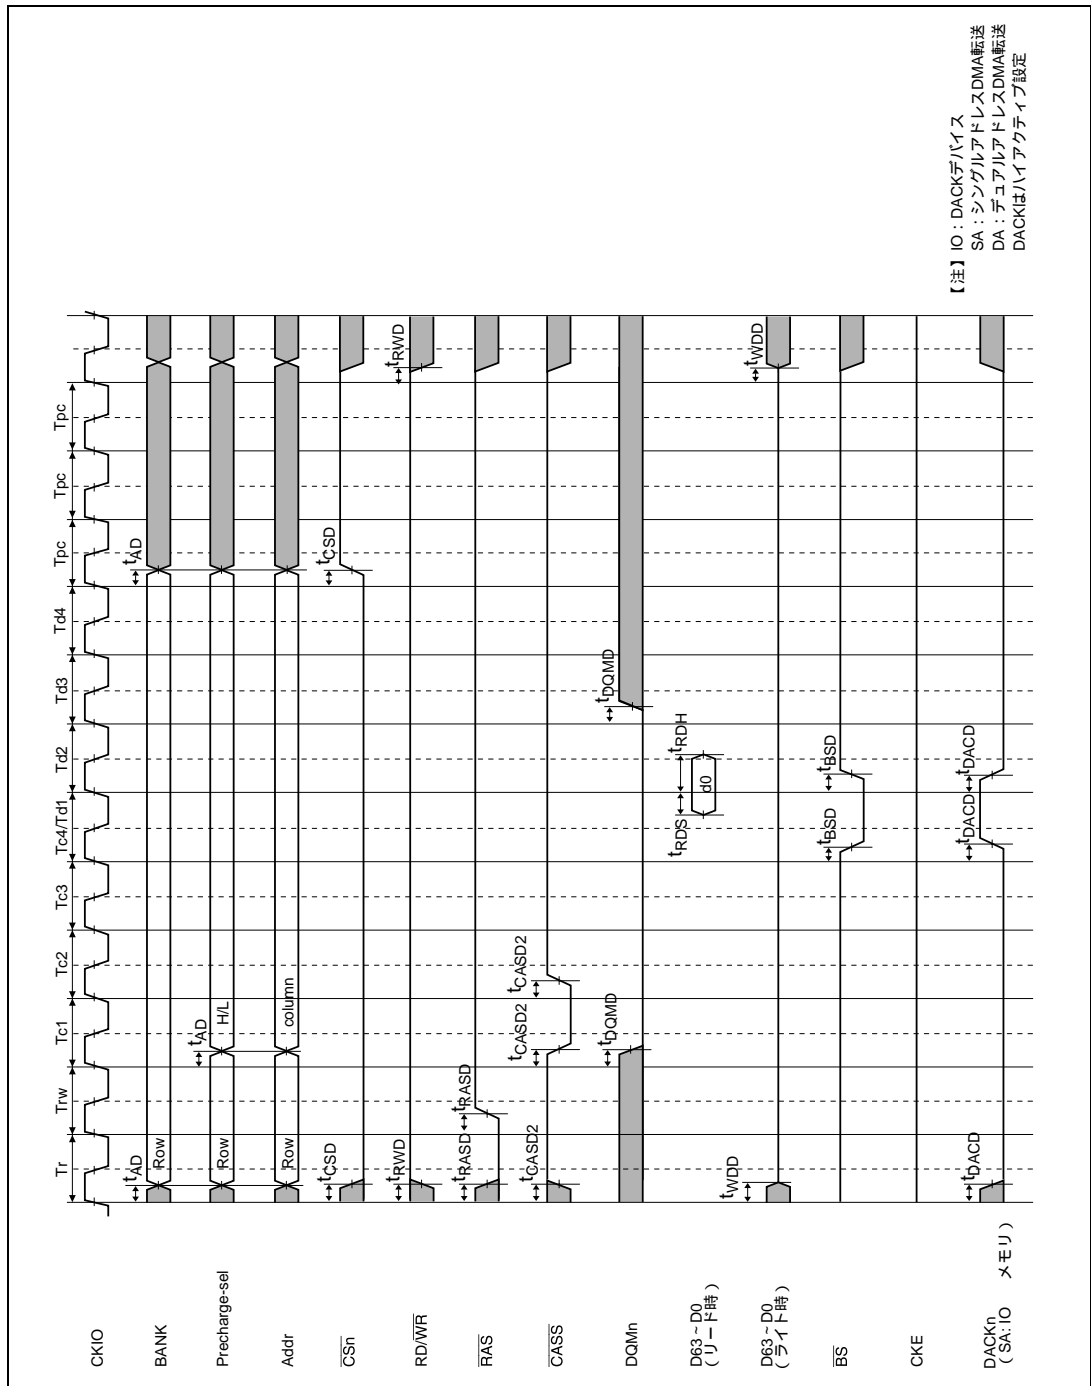 Tr Trw Tc1 Tc2 Tc3 Tc4/Td1 Td2 Td3 Td4 Tpc Tpc Tpc
CKIO
BANK tAD Row tAD
Precharge-sel Row tAD H/L
Addr Row column
CSn tCSD tCSD
RD/WR tRWD tRWD
RAS tRASD tRASD
CASS tCASD2 tCASD2 tCASD2
DQMn tDQMD tDQMD
D63~D0
(リード時) tRDS d0 tRDH
D63~D0
(ライト時) tWDD tWDD
BS tBSD tBSD
CKE
DACKn
(SA: IO メモリ) tDACD tDACD tDACD
【注】IO:DACKデバイス
SA:シングルアドレスDMA転送
DA:デュアルアドレスDMA転送
DACKはハイアクティブ設定